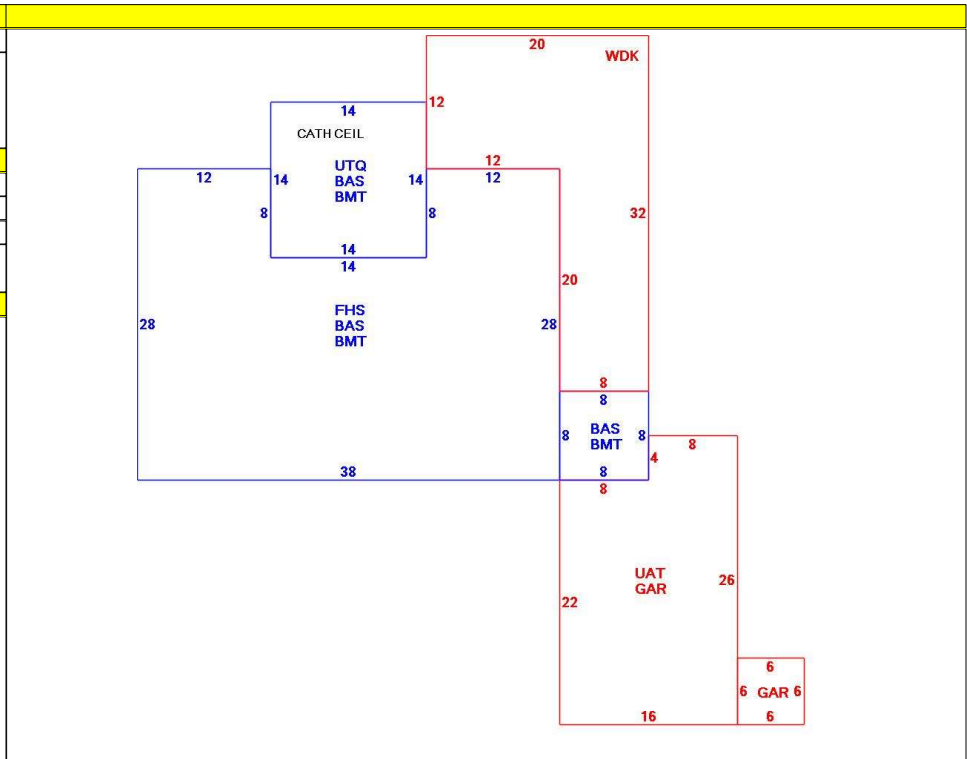 20
WDK
12
14
CATH CEIL
12
12 14 UTQ 14 12
BAS
BMT
8 8 32
14
14
20
FHS
28 BAS 28
BMT
8
8
8 BAS 8
BMT 8
4
38 8
8
UAT
GAR 26
22
6
6 GAR 6
16 6